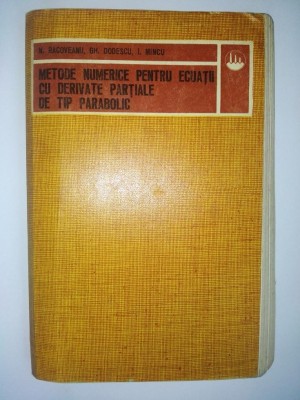 N. RACOVEANU, GH. DODESCU, I. MINCU
METODE NUMERICE PENTRU ECUAȚII
CU DERIVATE PARȚIALE
DE TIP PARABOLIC